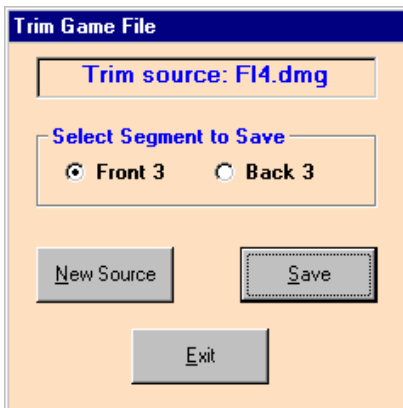 Trim Game File
Trim source: FI4.dmg
Select Segment to Save
Front 3 Back 3
New Source Save
Exit